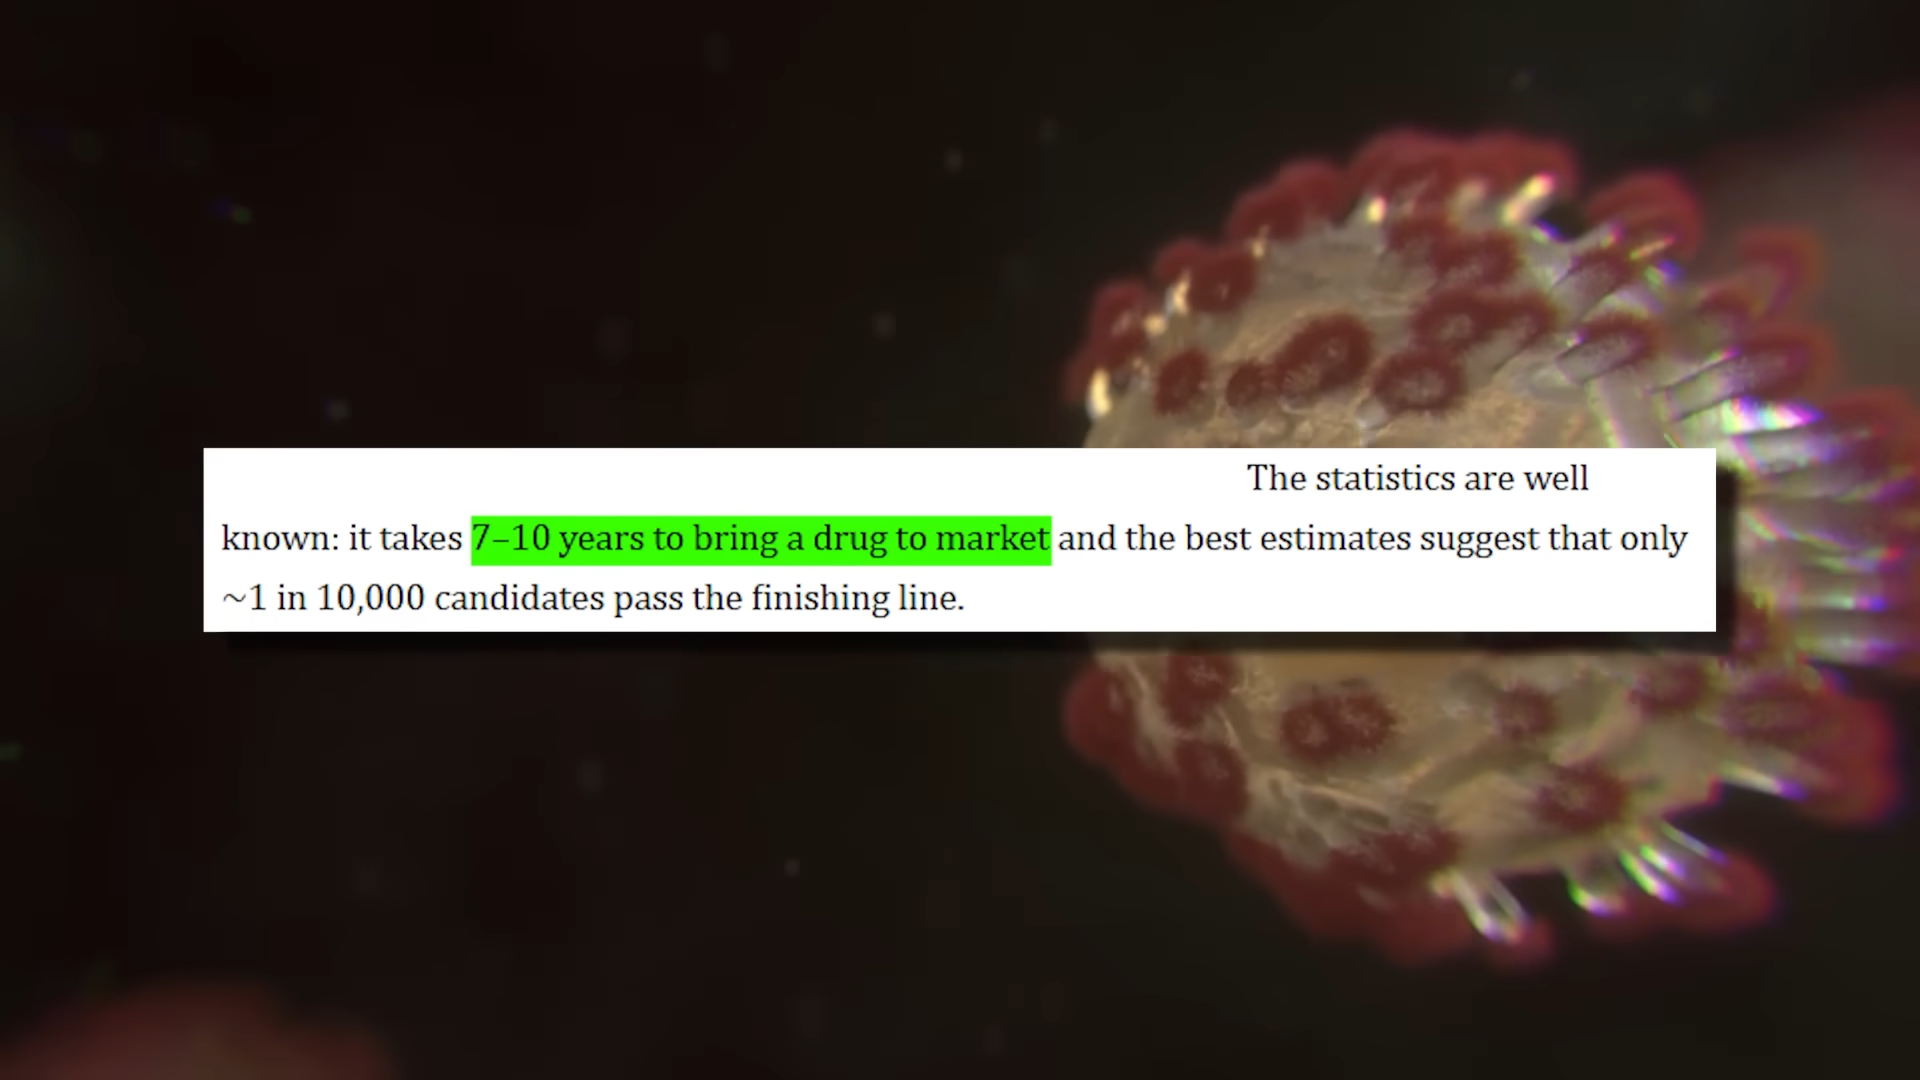 The statistics are well
known: it takes 7–10 years to bring a drug to market and the best estimates suggest that only
~1 in 10,000 candidates pass the finishing line.